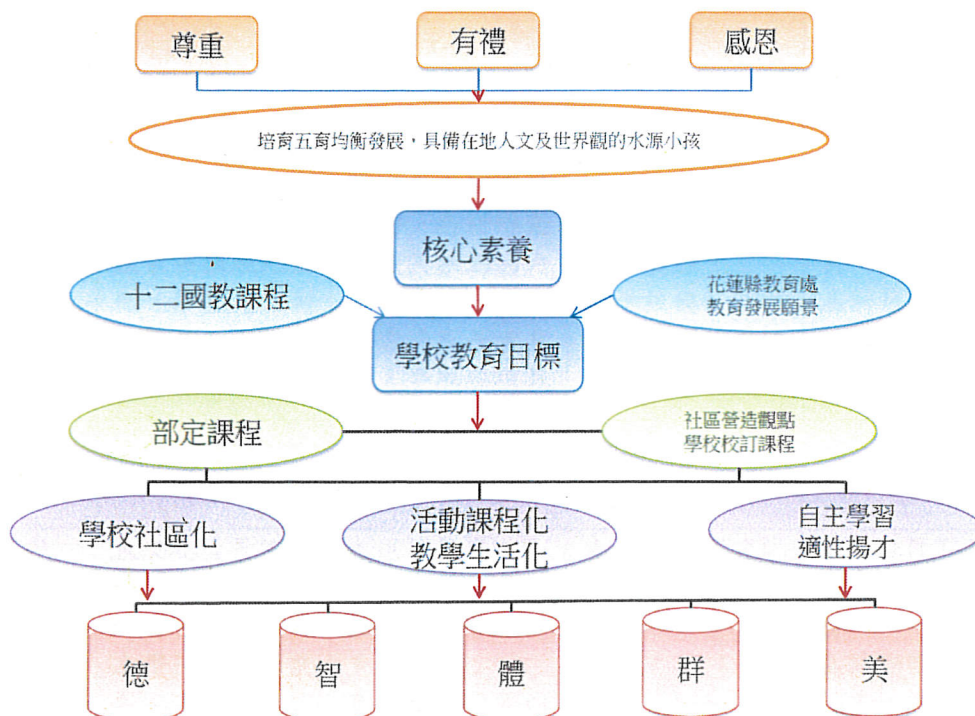 尊重
有禮
感恩
培育五育均衡發展，具備在地人文及世界觀的水源小孩
核心素養
十二國教課程
花蓮縣教育處
教育發展願景
學校教育目標
部定課程
社區營造觀點
學校校訂課程
學校社區化
活動課程化
教學生活化
自主學習
適性揚才
德
智
體
群
美